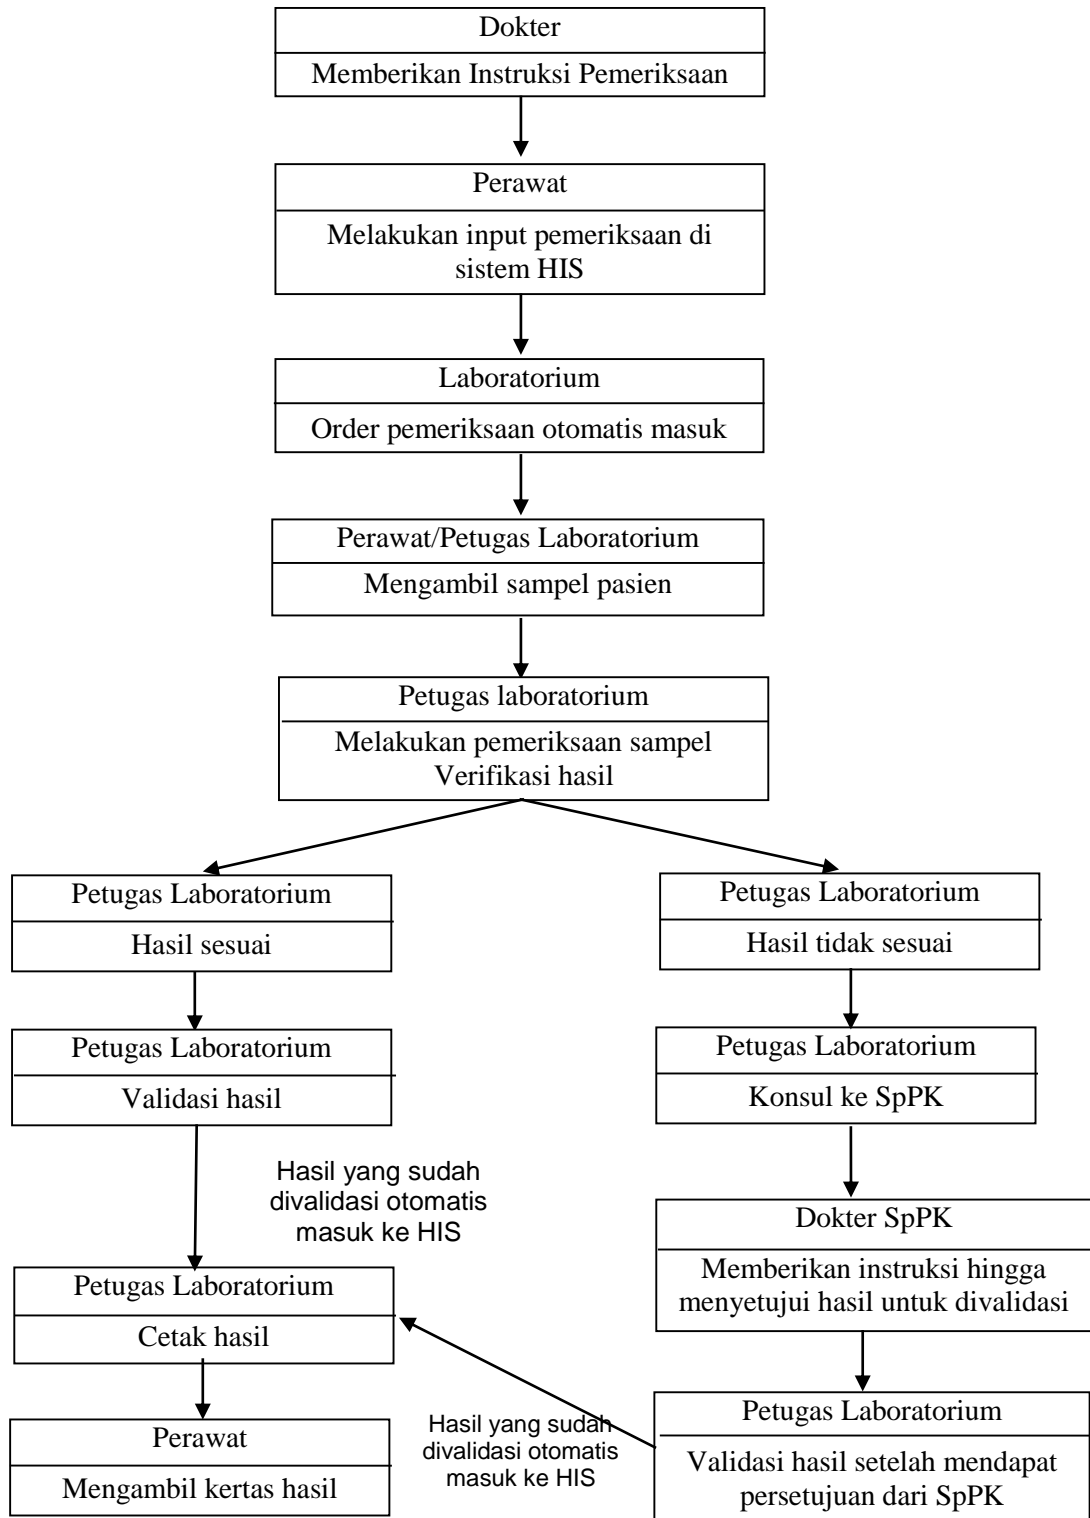 Dokter
Memberikan Instruksi Pemeriksaan
Perawat
Melakukan input pemeriksaan di
sistem HIS
Laboratorium
Order pemeriksaan otomatis masuk
Perawat/Petugas Laboratorium
Mengambil sampel pasien
Petugas laboratorium
Melakukan pemeriksaan sampel
Verifikasi hasil
Petugas Laboratorium
Hasil sesuai
Petugas Laboratorium
Validasi hasil
Hasil yang sudah
divalidasi otomatis
masuk ke HIS
Petugas Laboratorium
Cetak hasil
Perawat
Mengambil kertas hasil
Petugas Laboratorium
Hasil tidak sesuai
Petugas Laboratorium
Konsul ke SpPK
Dokter SpPK
Memberikan instruksi hingga
menyetujui hasil untuk divalidasi
Petugas Laboratorium
Validasi hasil setelah mendapat
persetujuan dari SpPK
Hasil yang sudah
divalidasi otomatis
masuk ke HIS